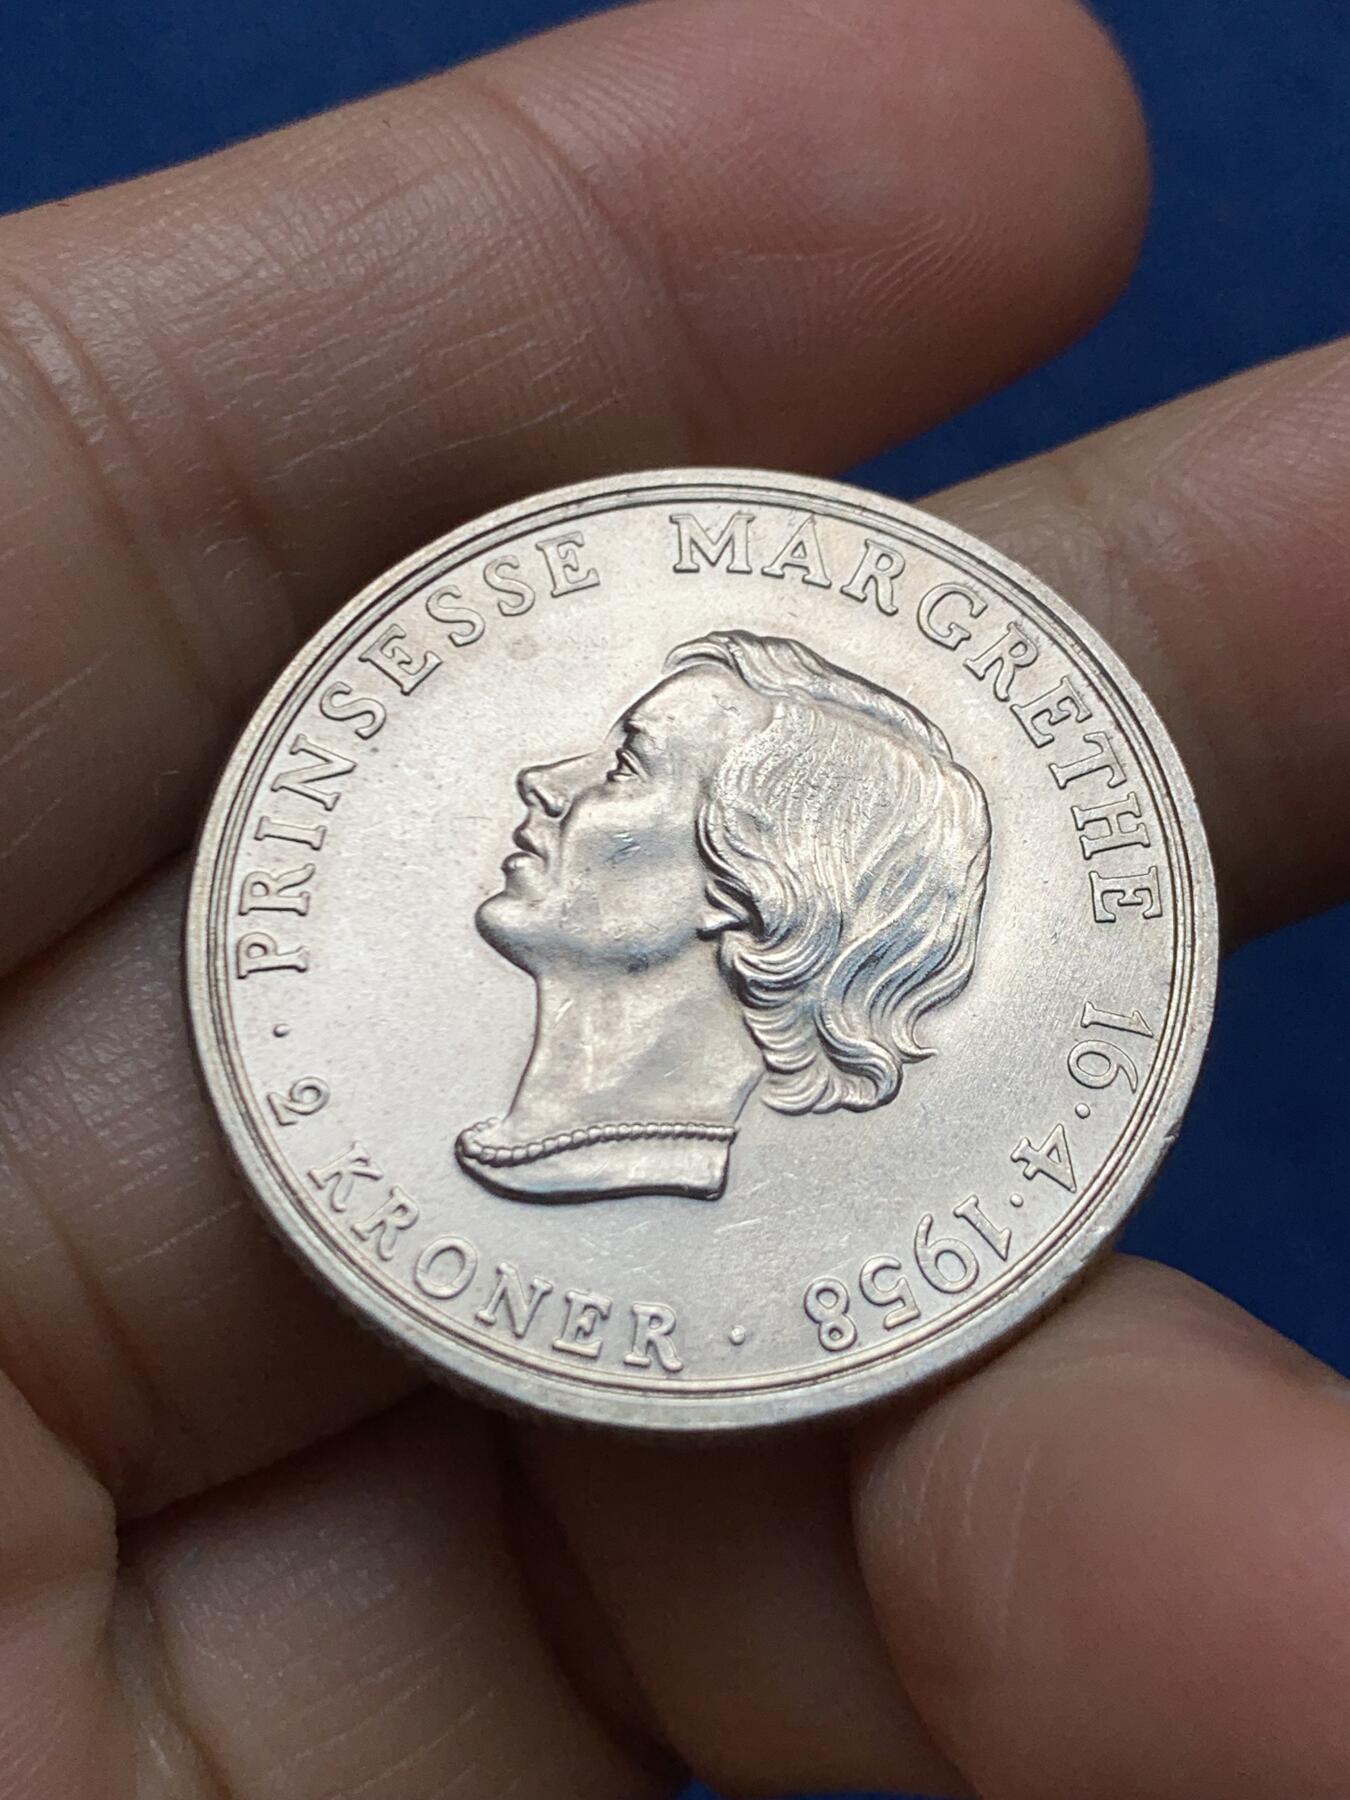 PRINSESSE MARGRETHE 16·4·1958 ·
2 KRONER ·